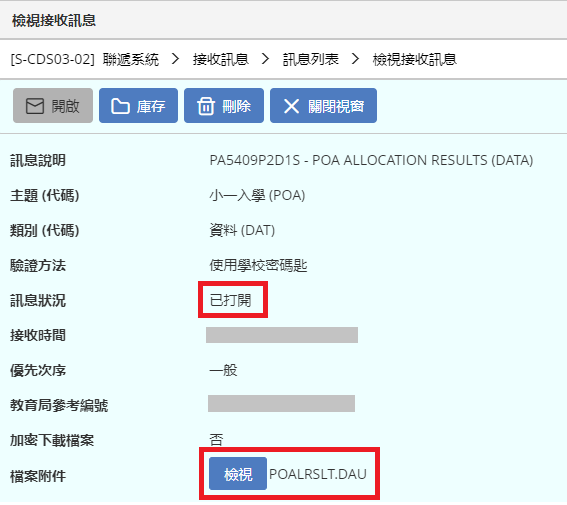 檢視接收訊息
[S-CDS03-02] 聯遞系統 > 接收訊息 > 訊息列表 > 檢視接收訊息
開啟 庫存 刪除 關閉視窗
訊息說明 PA5409P2D1S - POA ALLOCATION RESULTS (DATA)
主題 (代碼) 小一入學 (POA)
類別 (代碼) 資料 (DAT)
驗證方法 使用學校密碼匙
訊息狀況 已打開
接收時間
優先次序 一般
教育局參考編號
加密下載檔案 否
檔案附件 檢視 POALRSLT.DAU